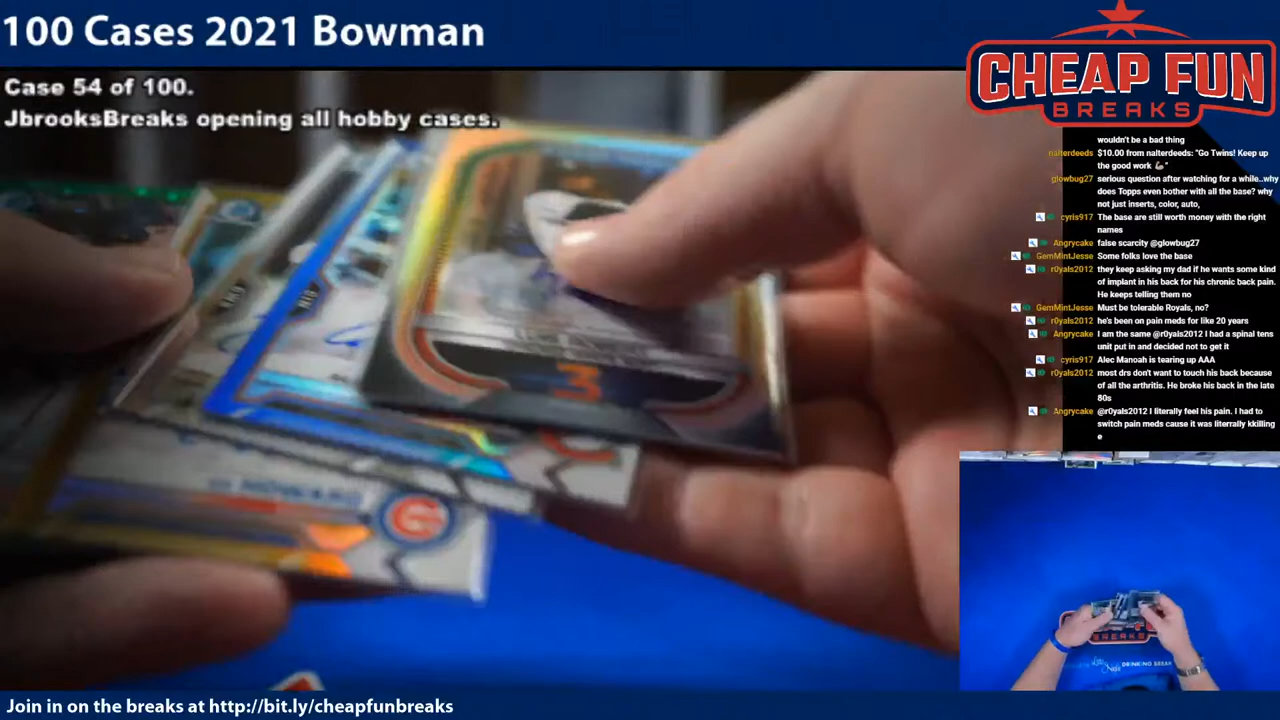 100 Cases 2021 Bowman
Case 54 of 100.
JbrooksBreaks opening all hobby cases.
CHEAP FUN
BREAKS
wouldn't be a bad thing
nalterdeeds $10.00 from nalterdeeds: "Go Twins! Keep up
the good work 💪"
glowbug27 serious question after watching for a while..why
does Topps even bother with all the base? why
not just inserts, color, auto,
cyris917 The base are still worth money with the right
names
Angrycake false scarcity @glowbug27
GemMintJesse Some folks love the base
r0yals2012 they keep asking my dad if he wants some kind
of implant in his back for his chronic back pain.
He keeps telling them no
GemMintJesse Must be tolerable Royals, no?
r0yals2012 he's been on pain meds for like 20 years
Angrycake I am the same @r0yals2012 I had a spinal tens
unit put in and decided not to get it
cyris917 Alec Manoah is tearing up AAA
r0yals2012 most drs don't want to touch his back because
of all the arthritis. He broke his back in the late
80s
Angrycake @r0yals2012 I literally feel his pain. I had to
switch pain meds cause it was literally kkilling
e
HOWARD
3
BREAKS
DRINKING BREAK
Join in on the breaks at http://bit.ly/cheapfunbreaks